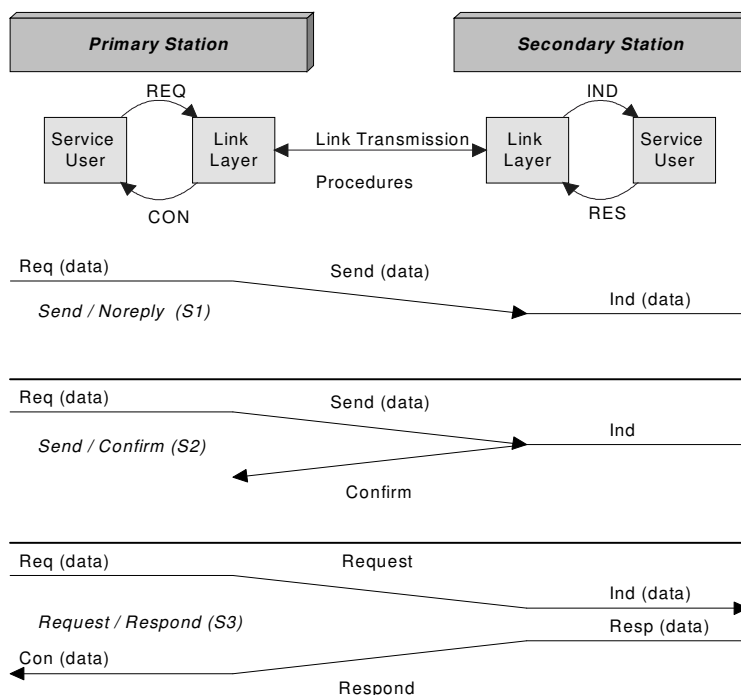 Primary Station
Secondary Station
REQ
IND
Service
User
Link
Layer
Link Transmission
Procedures
Link
Layer
Service
User
CON
RES
Req (data)
Send (data)
Ind (data)
Send / Noreply (S1)
Req (data)
Send (data)
Ind
Send / Confirm (S2)
Confirm
Req (data)
Request
Ind (data)
Request / Respond (S3)
Resp (data)
Con (data)
Respond